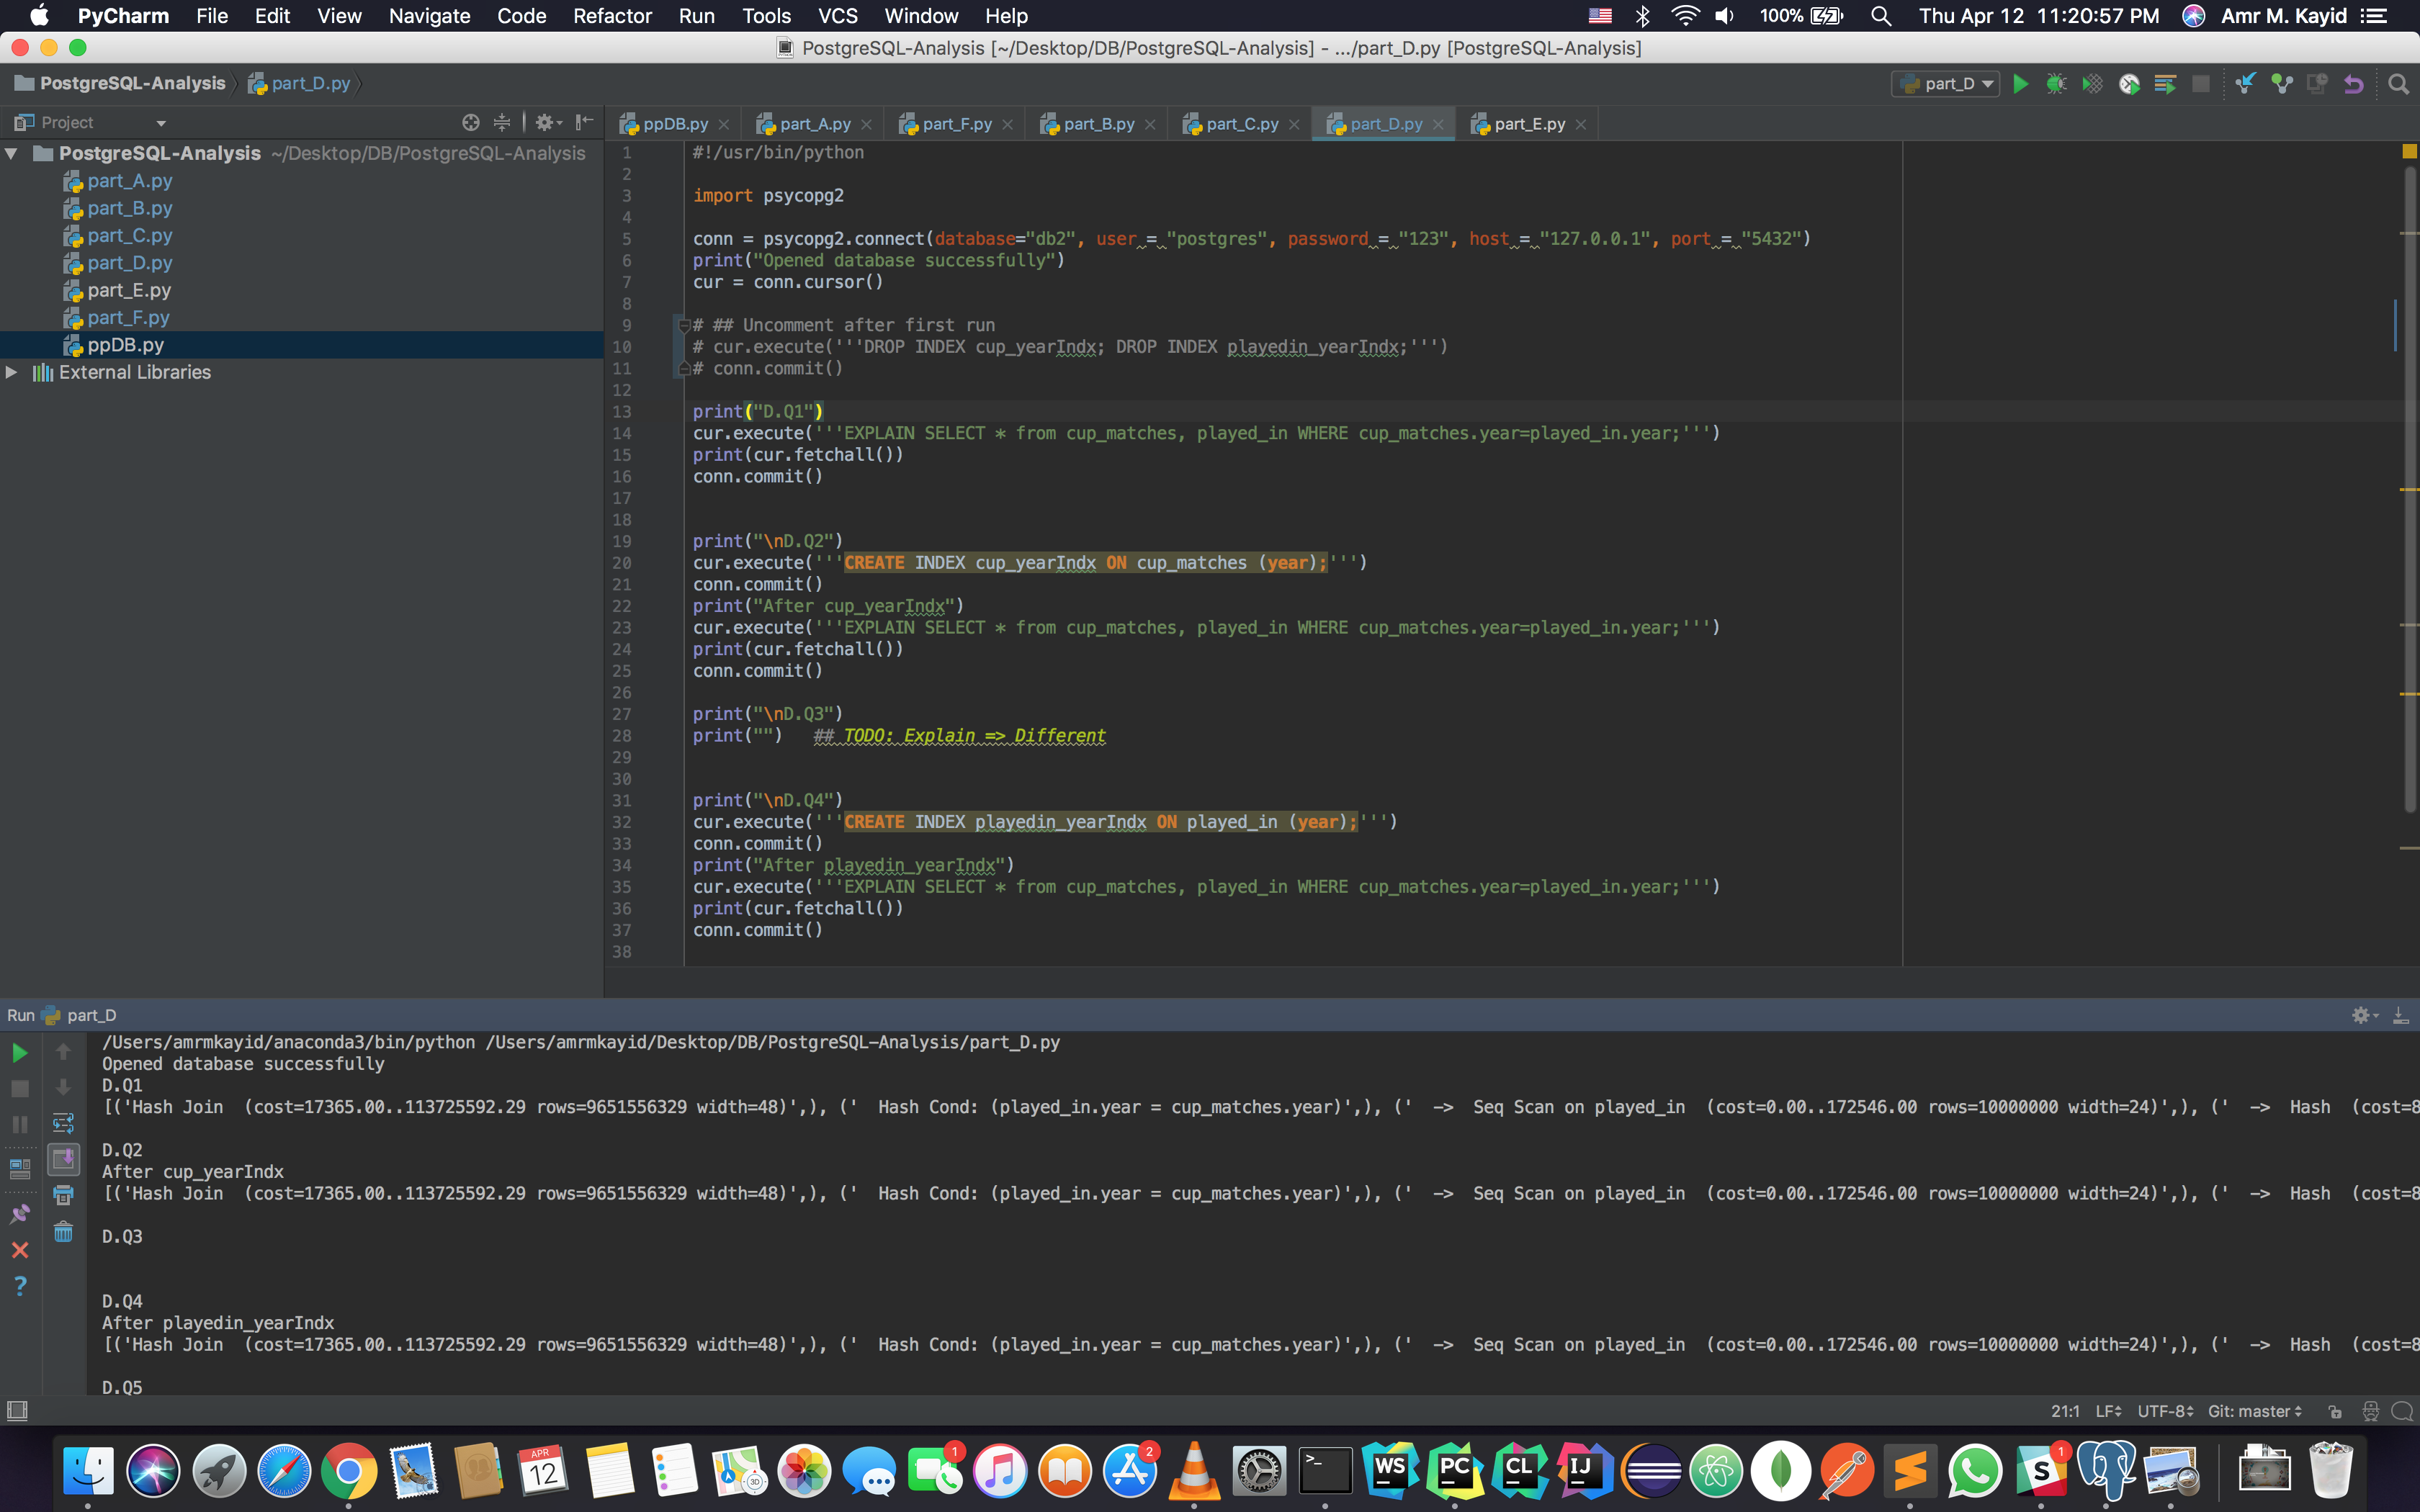 PyCharm File Edit View Navigate Code Refactor Run Tools VCS Window Help 100% Thu Apr 12 11:20:57 PM Amr M. Kayid
PostgreSQL-Analysis [~/Desktop/DB/PostgreSQL-Analysis] - .../part_D.py [PostgreSQL-Analysis]
PostgreSQL-Analysis part_D.py part_D
Project
ppDB.py part_A.py part_F.py part_B.py part_C.py part_D.py part_E.py
PostgreSQL-Analysis ~/Desktop/DB/PostgreSQL-Analysis
part_A.py
part_B.py
part_C.py
part_D.py
part_E.py
part_F.py
ppDB.py
External Libraries
1 #!/usr/bin/python
2
3 import psycopg2
4
5 conn = psycopg2.connect(database="db2", user = "postgres", password = "123", host = "127.0.0.1", port = "5432")
6 print("Opened database successfully")
7 cur = conn.cursor()
8
9 # ## Uncomment after first run
10 # cur.execute('''DROP INDEX cup_yearIndx; DROP INDEX playedin_yearIndx;''')
11 # conn.commit()
12
13 print("D.Q1")
14 cur.execute('''EXPLAIN SELECT * from cup_matches, played_in WHERE cup_matches.year=played_in.year;''')
15 print(cur.fetchall())
16 conn.commit()
17
18
19 print("\nD.Q2")
20 cur.execute('''CREATE INDEX cup_yearIndx ON cup_matches (year);''')
21 conn.commit()
22 print("After cup_yearIndx")
23 cur.execute('''EXPLAIN SELECT * from cup_matches, played_in WHERE cup_matches.year=played_in.year;''')
24 print(cur.fetchall())
25 conn.commit()
26
27 print("\nD.Q3")
28 print("") ## TODO: Explain => Different
29
30
31 print("\nD.Q4")
32 cur.execute('''CREATE INDEX playedin_yearIndx ON played_in (year);''')
33 conn.commit()
34 print("After playedin_yearIndx")
35 cur.execute('''EXPLAIN SELECT * from cup_matches, played_in WHERE cup_matches.year=played_in.year;''')
36 print(cur.fetchall())
37 conn.commit()
38
Run part_D
/Users/amrmkayid/anaconda3/bin/python /Users/amrmkayid/Desktop/DB/PostgreSQL-Analysis/part_D.py
Opened database successfully
D.Q1
[('Hash Join  (cost=17365.00..113725592.29 rows=9651556329 width=48)',), ('  Hash Cond: (played_in.year = cup_matches.year)',), ('  ->  Seq Scan on played_in  (cost=0.00..172546.00 rows=10000000 width=24)',), ('  ->  Hash  (cost=8
D.Q2
After cup_yearIndx
[('Hash Join  (cost=17365.00..113725592.29 rows=9651556329 width=48)',), ('  Hash Cond: (played_in.year = cup_matches.year)',), ('  ->  Seq Scan on played_in  (cost=0.00..172546.00 rows=10000000 width=24)',), ('  ->  Hash  (cost=8
D.Q3
D.Q4
After playedin_yearIndx
[('Hash Join  (cost=17365.00..113725592.29 rows=9651556329 width=48)',), ('  Hash Cond: (played_in.year = cup_matches.year)',), ('  ->  Seq Scan on played_in  (cost=0.00..172546.00 rows=10000000 width=24)',), ('  ->  Hash  (cost=8
D.Q5
21:1 LF UTF-8 Git: master
APR 12 3D 1 2 >_ WS PC CL IJ S 1